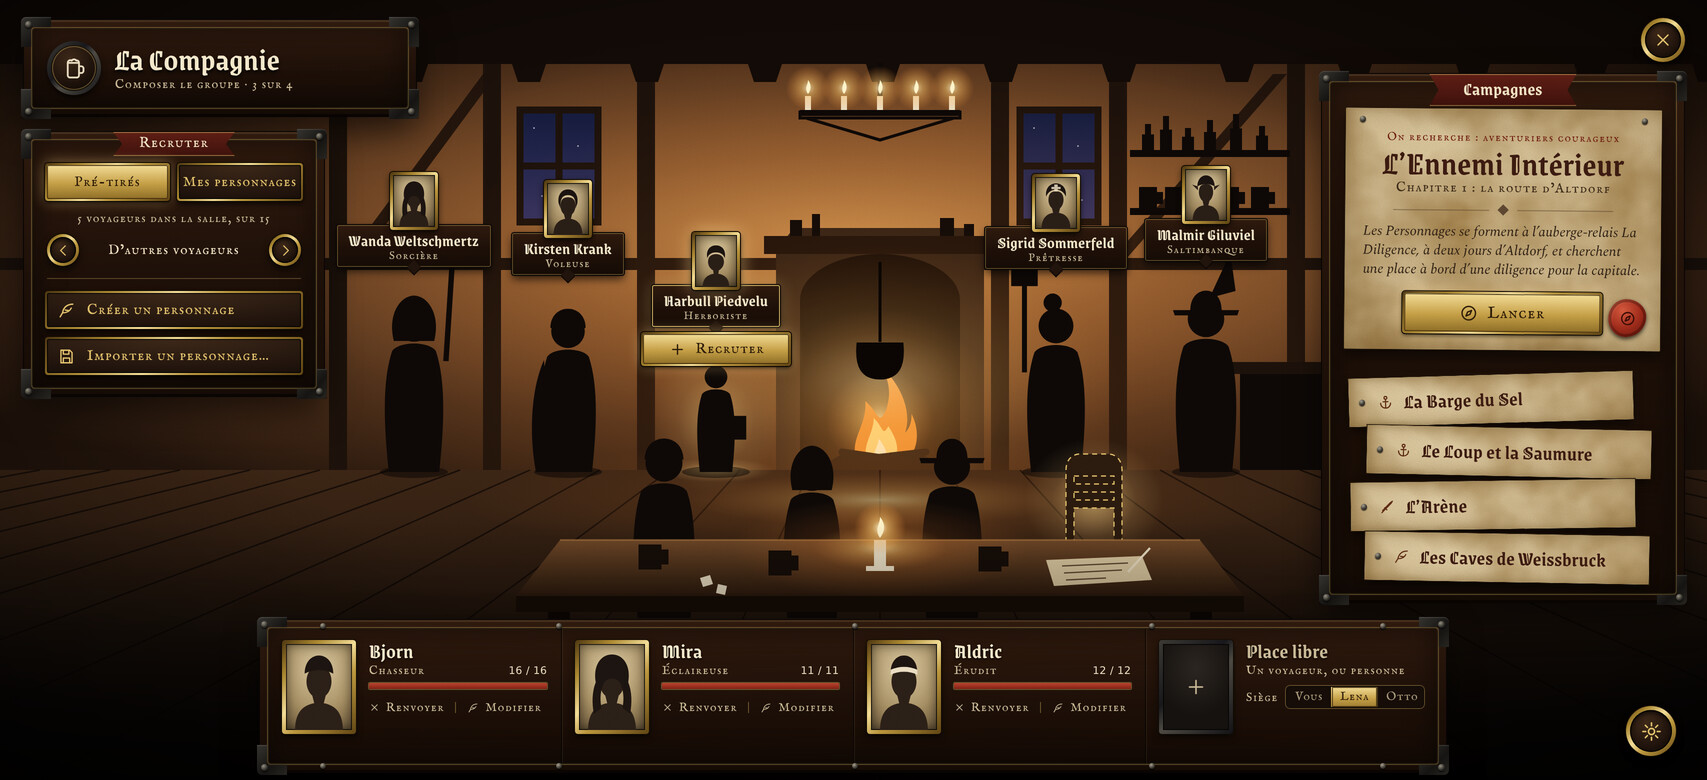 La Compagnie
Composer le groupe · 3 sur 4
Recruter
Pré-tirés
Mes personnages
5 voyageurs dans la salle, sur 15
D'autres voyageurs
Créer un personnage
Importer un personnage…
Wanda Weltschmertz
Sorcière
Kirsten Krank
Voleuse
Harbull Piedvelu
Herboriste
+ Recruter
Sigrid Sommerfeld
Prêtresse
Malmir Giluviel
Saltimbanque
Campagnes
On recherche : aventuriers courageux
L'Ennemi Intérieur
Chapitre 1 : la route d'Altdorf
Les Personnages se forment à l'auberge-relais La
Diligence, à deux jours d'Altdorf, et cherchent
une place à bord d'une diligence pour la capitale.
Lancer
La Barge du Sel
Le Loup et la Saumure
L'Arène
Les Caves de Weissbruck
Bjorn
Chasseur 16 / 16
× Renvoyer | Modifier
Mira
Éclaireuse 11 / 11
× Renvoyer | Modifier
Aldric
Érudit 12 / 12
× Renvoyer | Modifier
Place libre
Un voyageur, ou personne
Siège Vous Lena Otto